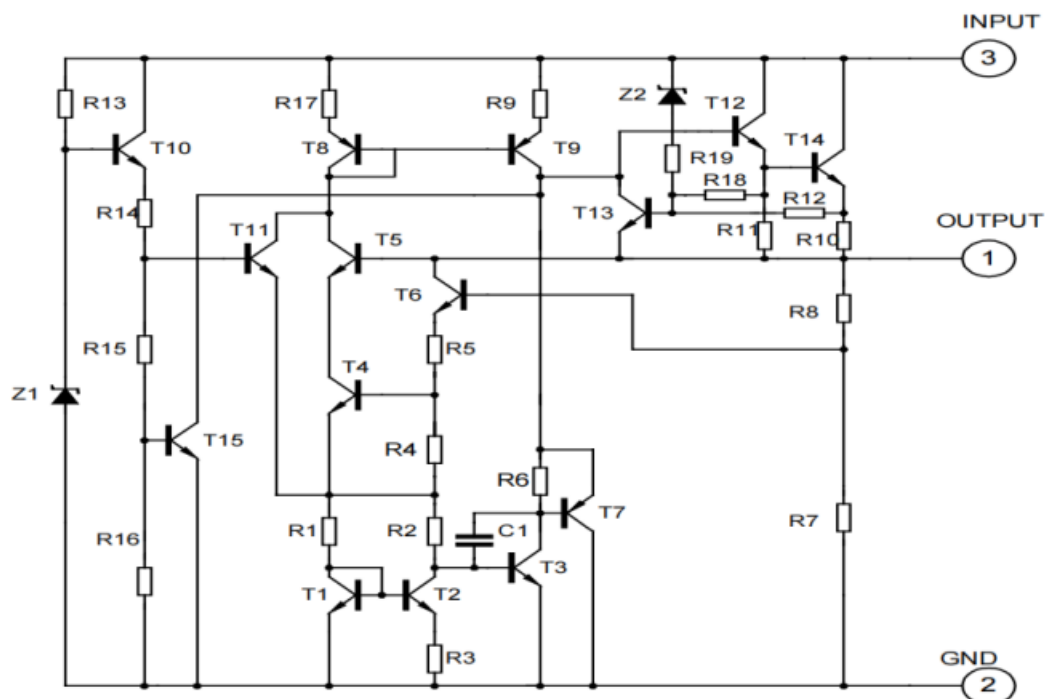 INPUT
3
R13
R17
R9
Z2
T12
T10
T8
T9
T14
R19
R18
R12
R14
T13
T11
T5
R11
R10
OUTPUT
1
T6
R8
R15
R5
T4
Z1
T15
R4
R6
R1
R2
C1
T7
R7
R16
T3
T1
T2
R3
GND
2